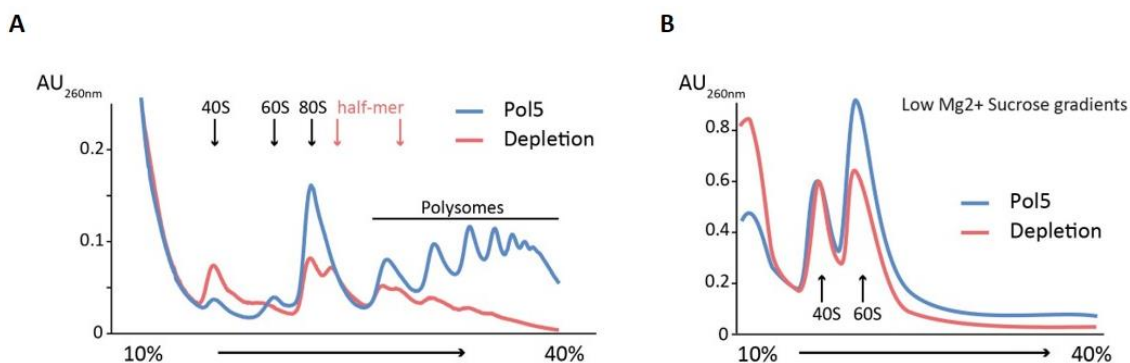 A
AU260nm
40S 60S 80S half-mer
Pol5
Depletion
0.2
Polysomes
0.1
0
10% 40%
B
AU260nm
Low Mg2+ Sucrose gradients
0.8
0.6
Pol5
0.4
Depletion
0.2
40S 60S
0
10% 40%